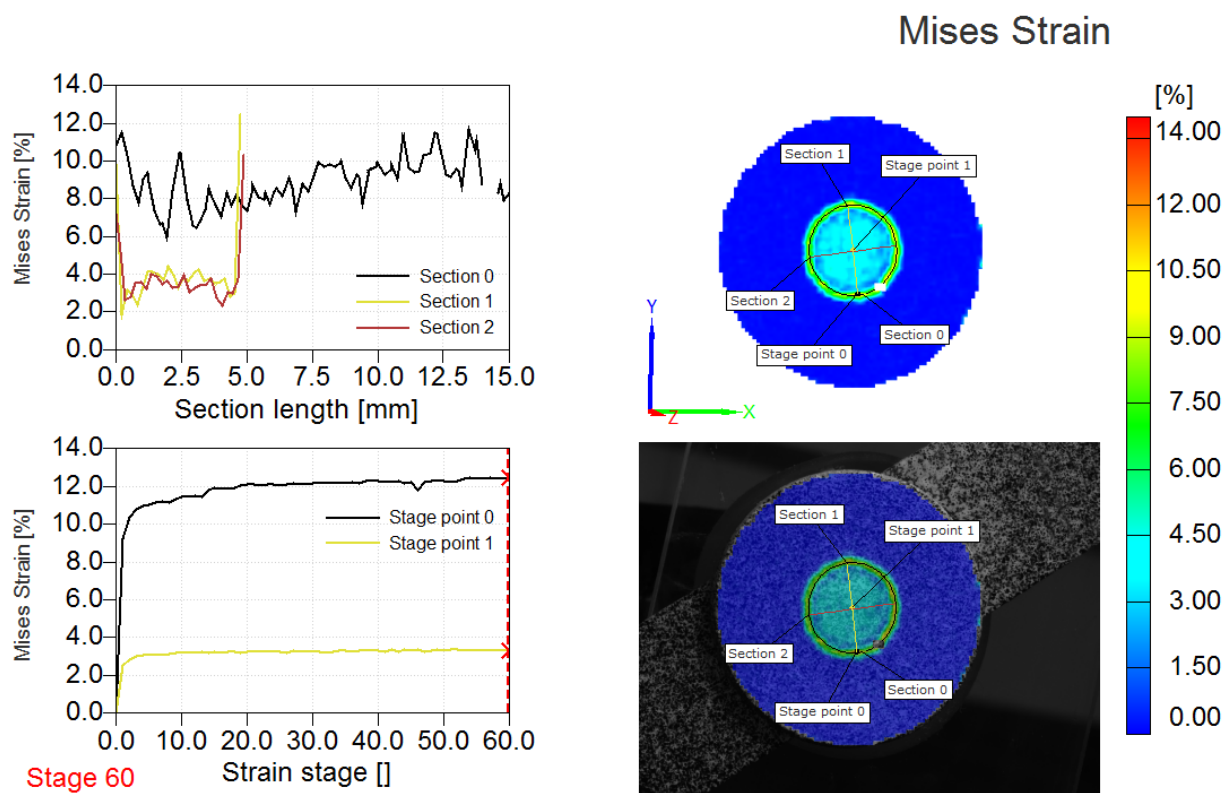 Mises Strain
14.0
12.0
10.0
8.0
6.0
4.0
2.0
0.0
Mises Strain [%]
Section 0
Section 1
Section 2
0.0 2.5 5.0 7.5 10.0 12.5 15.0
Section length [mm]
Section 1
Stage point 1
Section 2
Section 0
Stage point 0
Y
Z
X
[%]
14.00
12.00
10.50
9.00
7.50
6.00
4.50
3.00
1.50
0.00
14.0
12.0
10.0
8.0
6.0
4.0
2.0
0.0
Mises Strain [%]
Stage point 0
Stage point 1
0.0 10.0 20.0 30.0 40.0 50.0 60.0
Strain stage []
Stage 60
Section 1
Stage point 1
Section 2
Section 0
Stage point 0